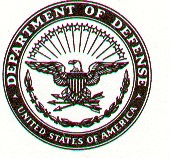 DEPARTMENT OF DEFENSE
UNITED STATES OF AMERICA